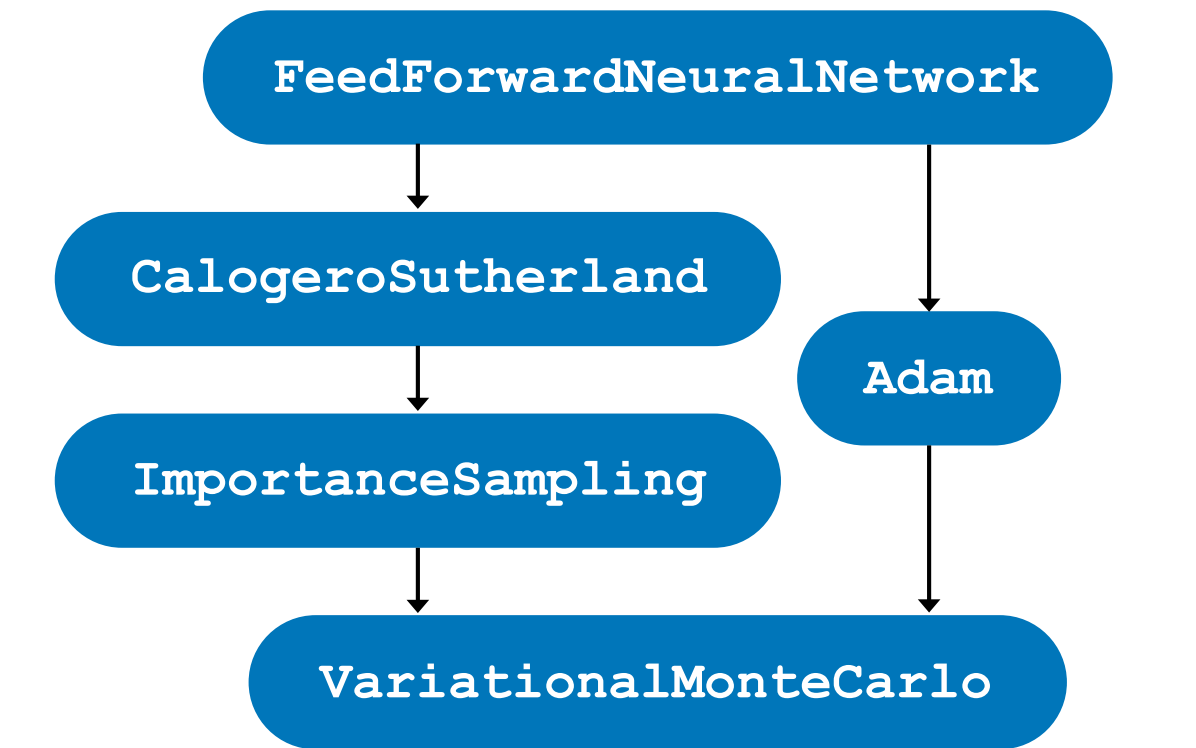 FeedForwardNeuralNetwork
CalogeroSutherland
Adam
ImportanceSampling
VariationalMonteCarlo